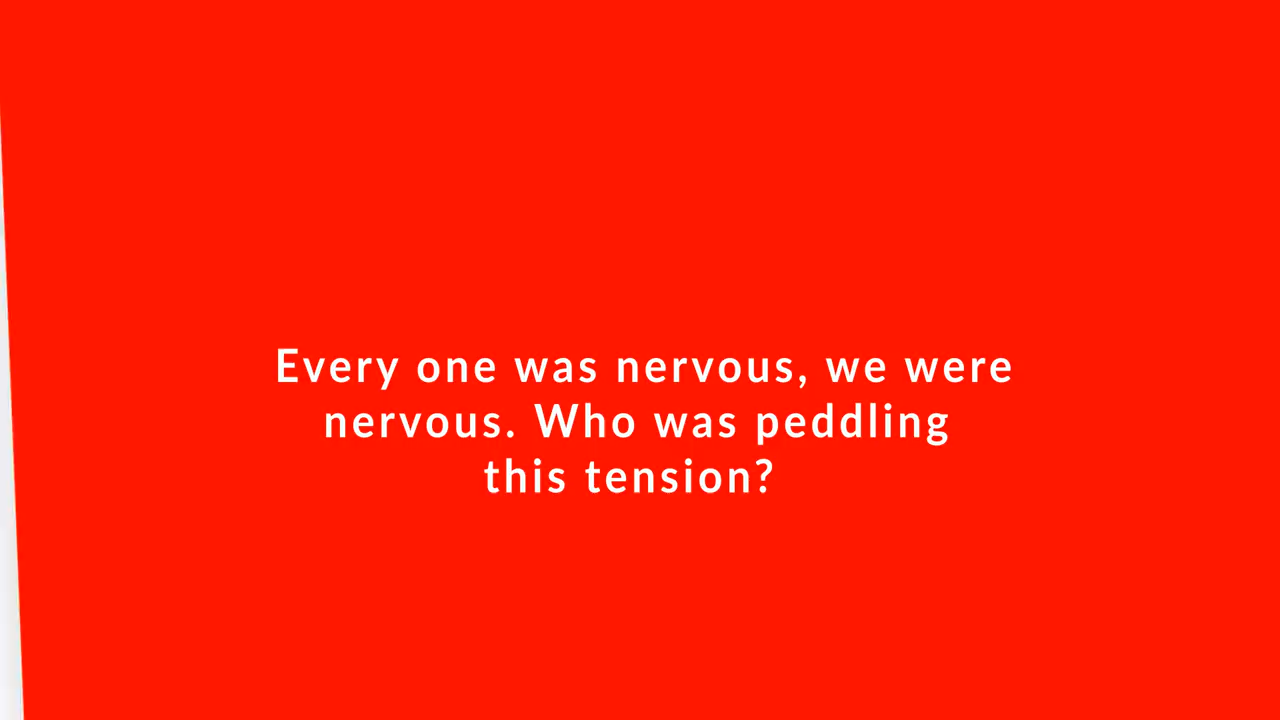 Every one was nervous, we were
nervous. Who was peddling
this tension?